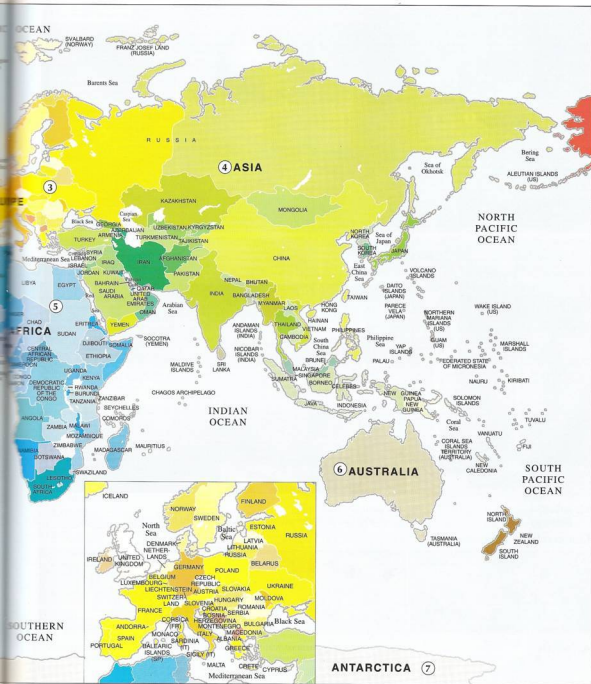 OCEAN
SVALBARD
(NORWAY)
FRANZ JOSEF LAND
(RUSSIA)
Barents Sea
RUSSIA
Bering
Sea
Sea of
Okhotsk
ALEUTIAN ISLANDS
(US)
④ ASIA
③
KAZAKHSTAN
MONGOLIA
NORTH
PACIFIC
OCEAN
Black Sea
GEORGIA
Caspian
Sea
ARMENIA
AZERBAIJAN
UZBEKISTAN
KYRGYZSTAN
TURKMENISTAN
TAJIKISTAN
TURKEY
NORTH
KOREA
SOUTH
KOREA
Sea of
Japan
JAPAN
Mediterranean Sea
SYRIA
LEBANON
ISRAEL
IRAQ
IRAN
AFGHANISTAN
CHINA
JORDAN
KUWAIT
PAKISTAN
East
China
Sea
VOLCANO
ISLANDS
BAHRAIN
QATAR
NEPAL
BHUTAN
LIBYA
EGYPT
SAUDI
ARABIA
UNITED
ARAB
EMIRATES
OMAN
INDIA
BANGLADESH
MYANMAR
LAOS
HONG
KONG
TAIWAN
DAITO
ISLANDS
(JAPAN)
PARECE
VELA
(JAPAN)
WAKE ISLAND
(US)
⑤
Red
Arabian
Sea
HAINAN
NORTHERN
MARIANA
ISLANDS
(US)
AFRICA
CHAD
SUDAN
ERITREA
YEMEN
ANDAMAN
ISLANDS
(INDIA)
THAILAND
VIETNAM
PHILIPPINES
Philippine
Sea
GUAM
(US)
MARSHALL
ISLANDS
DJIBOUTI
SOMALIA
SOCOTRA
(YEMEN)
CAMBODIA
South
China
Sea
CENTRAL
AFRICAN
REPUBLIC
ETHIOPIA
NICOBAR
ISLANDS
(INDIA)
BRUNEI
PALAU
YAP
ISLANDS
FEDERATED STATE
OF MICRONESIA
MALDIVE
ISLANDS
SRI
LANKA
MALAYSIA
SINGAPORE
UGANDA
KENYA
SUMATRA
BORNEO
CELEBES
NAURU
KIRIBATI
DEMOCRATIC
REPUBLIC
OF THE
CONGO
RWANDA
BURUNDI
TANZANIA
ZANZIBAR
CHAGOS ARCHIPELAGO
SEYCHELLES
JAVA
INDONESIA
NEW GUINEA
PAPUA
NEW
GUINEA
SOLOMON
ISLANDS
ANGOLA
COMOROS
INDIAN
OCEAN
TUVALU
ZAMBIA
MALAWI
MOZAMBIQUE
Coral
Sea
VANUATU
ZIMBABWE
MADAGASCAR
MAURITIUS
CORAL SEA
ISLANDS
TERRITORY
(AUSTRALIA)
FIJI
BOTSWANA
NEW
CALEDONIA
⑥ AUSTRALIA
SOUTH
PACIFIC
OCEAN
SWAZILAND
LESOTHO
SOUTH
AFRICA
NORTH
ISLAND
NEW
ZEALAND
SOUTH
ISLAND
TASMANIA
(AUSTRALIA)
SOUTHERN
OCEAN
ANTARCTICA ⑦
ICELAND
NORWAY
FINLAND
SWEDEN
North
Sea
Baltic
Sea
ESTONIA
RUSSIA
LATVIA
DENMARK
LITHUANIA
RUSSIA
NETHER-
LANDS
IRELAND
UNITED
KINGDOM
BELARUS
GERMANY
POLAND
BELGIUM
LUXEMBOURG
CZECH
REPUBLIC
UKRAINE
LIECHTENSTEIN
AUSTRIA
SLOVAKIA
SWITZER-
LAND
SLOVENIA
HUNGARY
MOLDOVA
FRANCE
CROATIA
ROMANIA
BOSNIA
HERZEGOVINA
SERBIA
CORSICA
(FR)
MONTENEGRO
BULGARIA
Black Sea
ANDORRA
MONACO
ITALY
MACEDONIA
SPAIN
SARDINIA
(IT)
ALBANIA
PORTUGAL
BALEARIC
ISLANDS
(SP)
SICILY (IT)
GREECE
MALTA
CRETE
CYPRUS
Mediterranean Sea